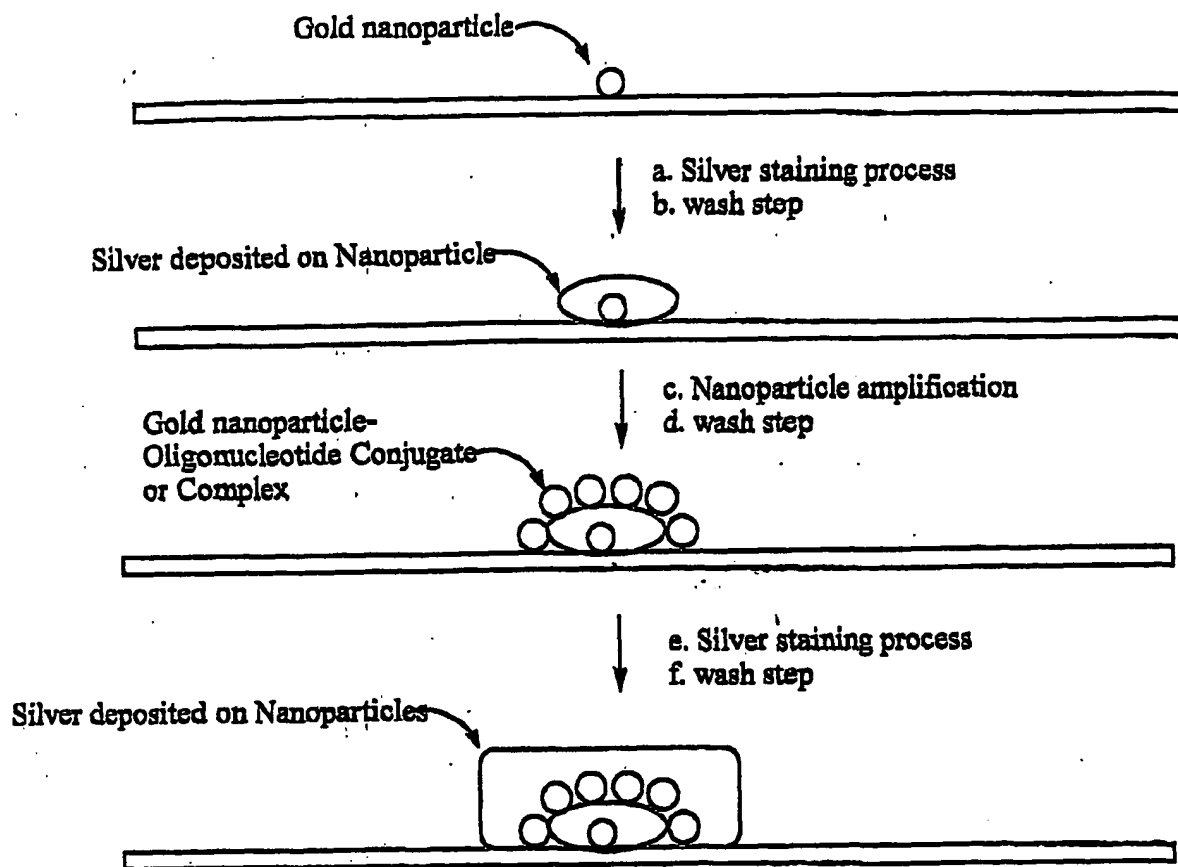 Gold nanoparticle
a. Silver staining process
b. wash step
Silver deposited on Nanoparticle
c. Nanoparticle amplification
d. wash step
Gold nanoparticle-
Oligonucleotide Conjugate
or Complex
e. Silver staining process
f. wash step
Silver deposited on Nanoparticles